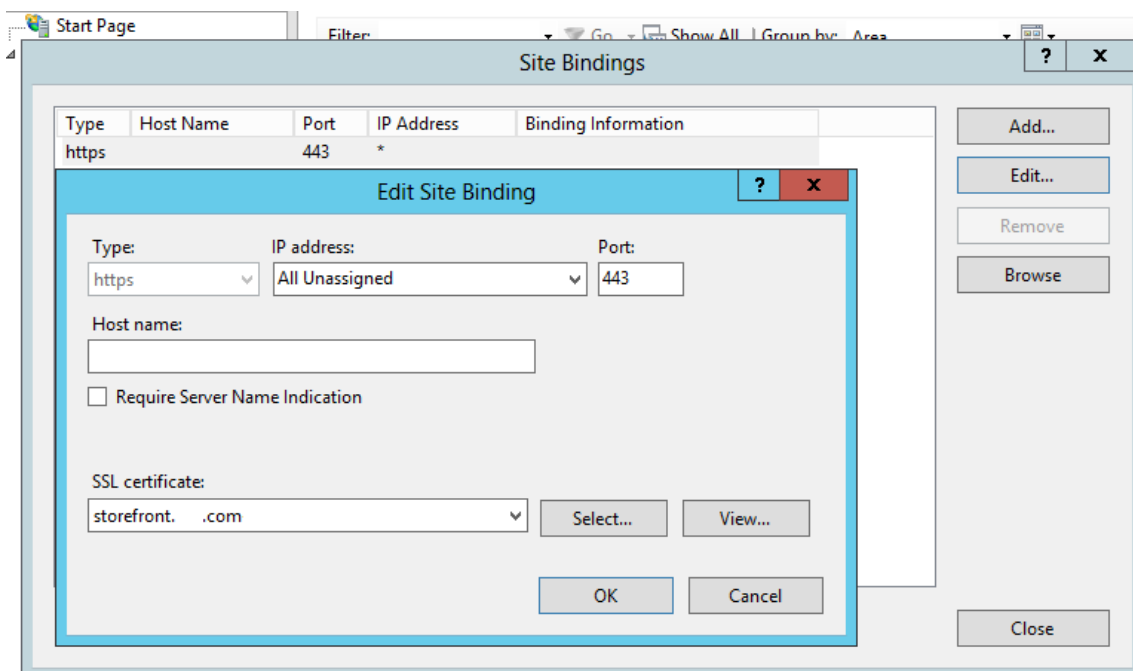 Start Page
Filter: Go Show All Group by: Area
Site Bindings ? x
Type Host Name Port IP Address Binding Information
https 443 *
Add...
Edit...
Remove
Browse
Edit Site Binding ? x
Type: IP address: Port:
https All Unassigned 443
Host name:
Require Server Name Indication
SSL certificate:
storefront. .com Select... View...
OK Cancel
Close